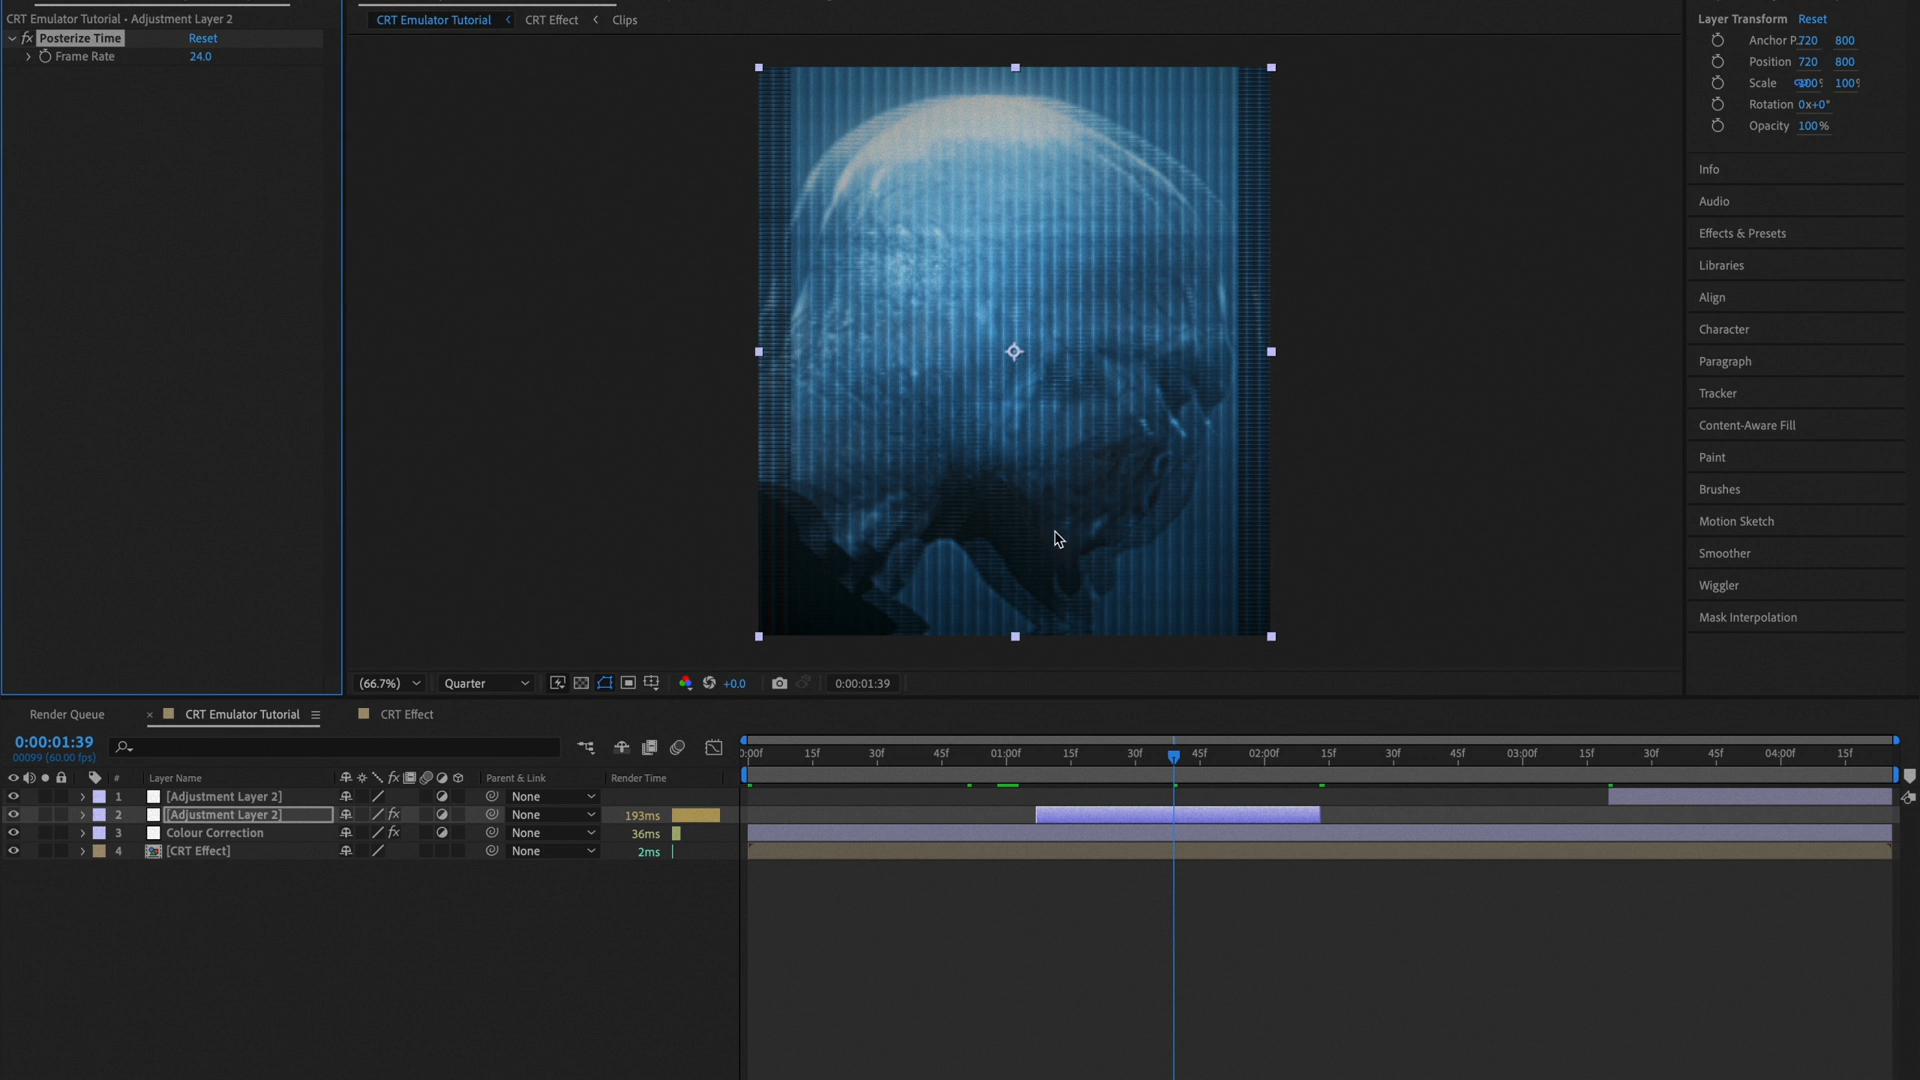 CRT Emulator Tutorial • Adjustment Layer 2
fx Posterize Time Reset
Frame Rate 24.0
CRT Emulator Tutorial CRT Effect Clips
Layer Transform Reset
Anchor P. 720 800
Position 720 800
Scale 100% 100%
Rotation 0x+0°
Opacity 100%
Info
Audio
Effects & Presets
Libraries
Align
Character
Paragraph
Tracker
Content-Aware Fill
Paint
Brushes
Motion Sketch
Smoother
Wiggler
Mask Interpolation
(66.7%) Quarter +0.0 0:00:01:39
Render Queue × CRT Emulator Tutorial CRT Effect
0:00:01:39
00099 (60.00 fps)
0:00f 15f 30f 45f 01:00f 15f 30f 45f 02:00f 15f 30f 45f 03:00f 15f 30f 45f 04:00f 15f
# Layer Name fx Parent & Link Render Time
1 [Adjustment Layer 2] None
2 [Adjustment Layer 2] fx None 193ms
3 Colour Correction fx None 36ms
4 [CRT Effect] None 2ms